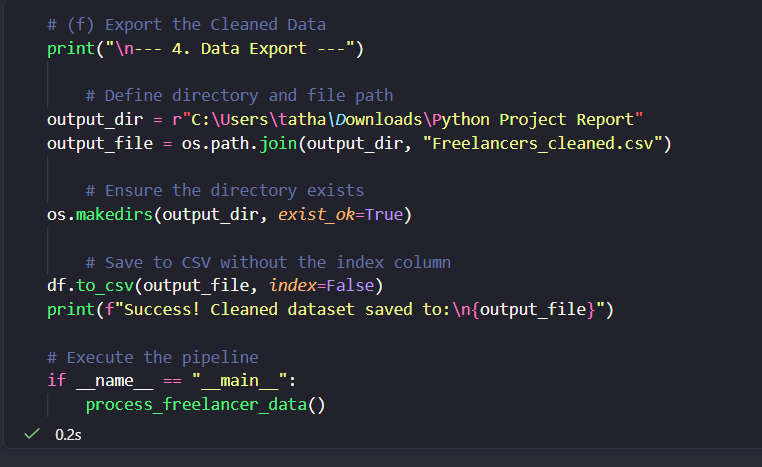 # (f) Export the Cleaned Data
print("\n--- 4. Data Export ---")
# Define directory and file path
output_dir = r"C:\Users\tatha\Downloads\Python Project Report"
output_file = os.path.join(output_dir, "Freelancers_cleaned.csv")
# Ensure the directory exists
os.makedirs(output_dir, exist_ok=True)
# Save to CSV without the index column
df.to_csv(output_file, index=False)
print(f"Success! Cleaned dataset saved to:\n{output_file}")
# Execute the pipeline
if __name__ == "__main__":
process_freelancer_data()
0.2s